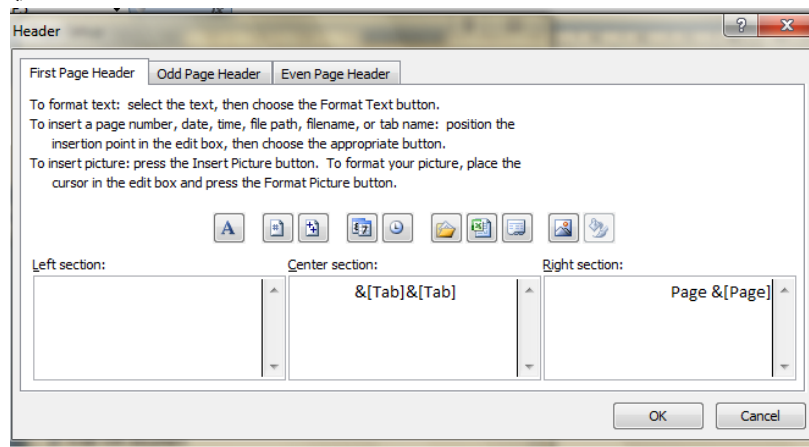 Header
First Page Header Odd Page Header Even Page Header
To format text: select the text, then choose the Format Text button.
To insert a page number, date, time, file path, filename, or tab name: position the
insertion point in the edit box, then choose the appropriate button.
To insert picture: press the Insert Picture button. To format your picture, place the
cursor in the edit box and press the Format Picture button.
A
Left section: Center section: Right section:
&[Tab]&[Tab] Page &[Page]
OK Cancel